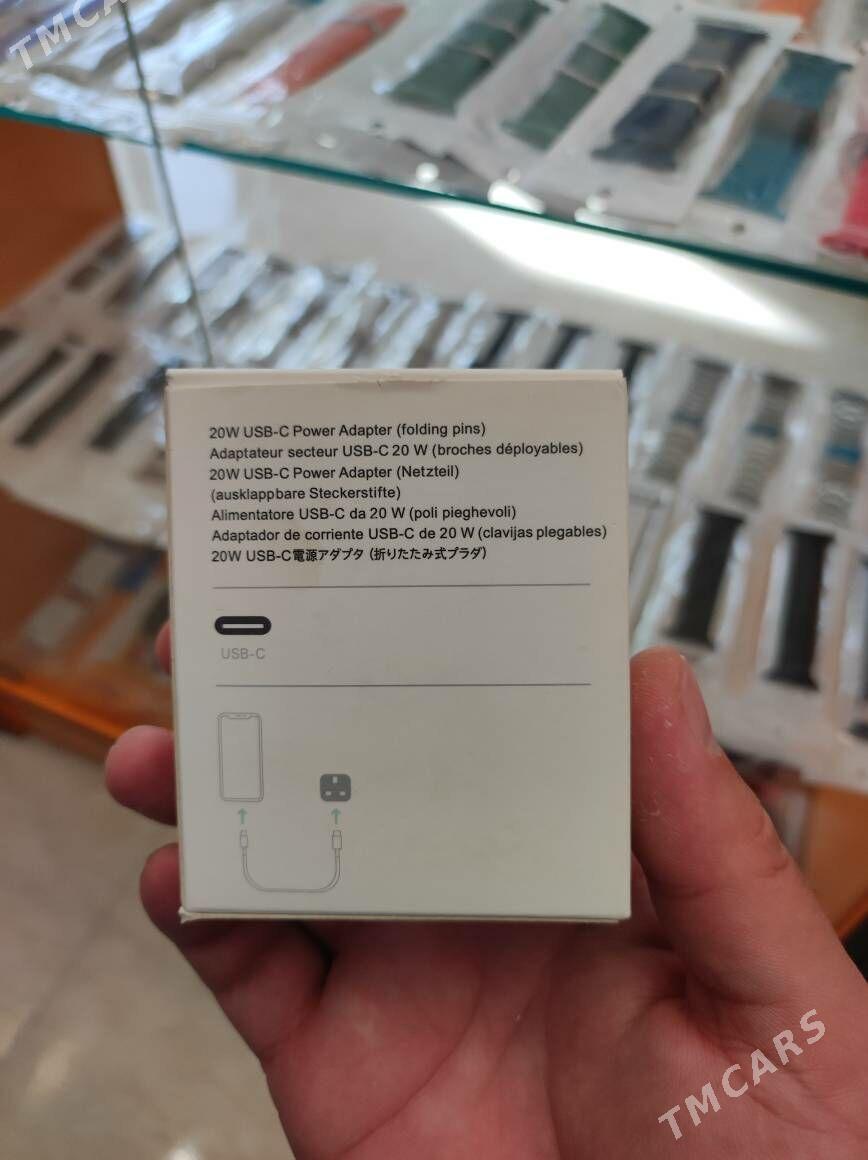 TMCARS
20W USB-C Power Adapter (folding pins)
Adaptateur secteur USB-C 20 W (broches déployables)
20W USB-C Power Adapter (Netzteil)
(ausklappbare Steckerstifte)
Alimentatore USB-C da 20 W (poli pieghevoli)
Adaptador de corriente USB-C de 20 W (clavijas plegables)
20W USB-C電源アダプタ (折りたたみ式プラダ)
USB-C
TMCARS